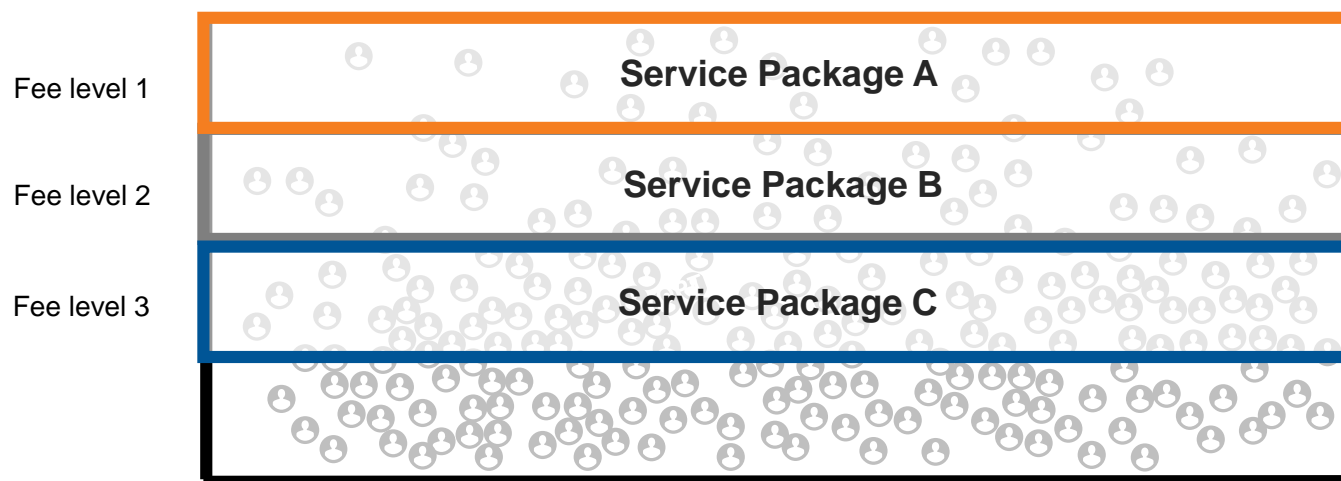 Service Package A
Fee level 1
Service Package B
Fee level 2
Service Package C
Fee level 3